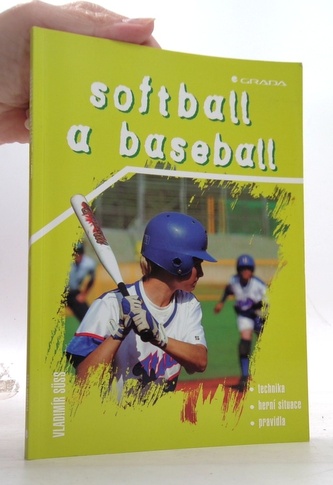 GRADA
softball
a baseball
VLADIMÍR SÜSS
• technika
• herní situace
• pravidla